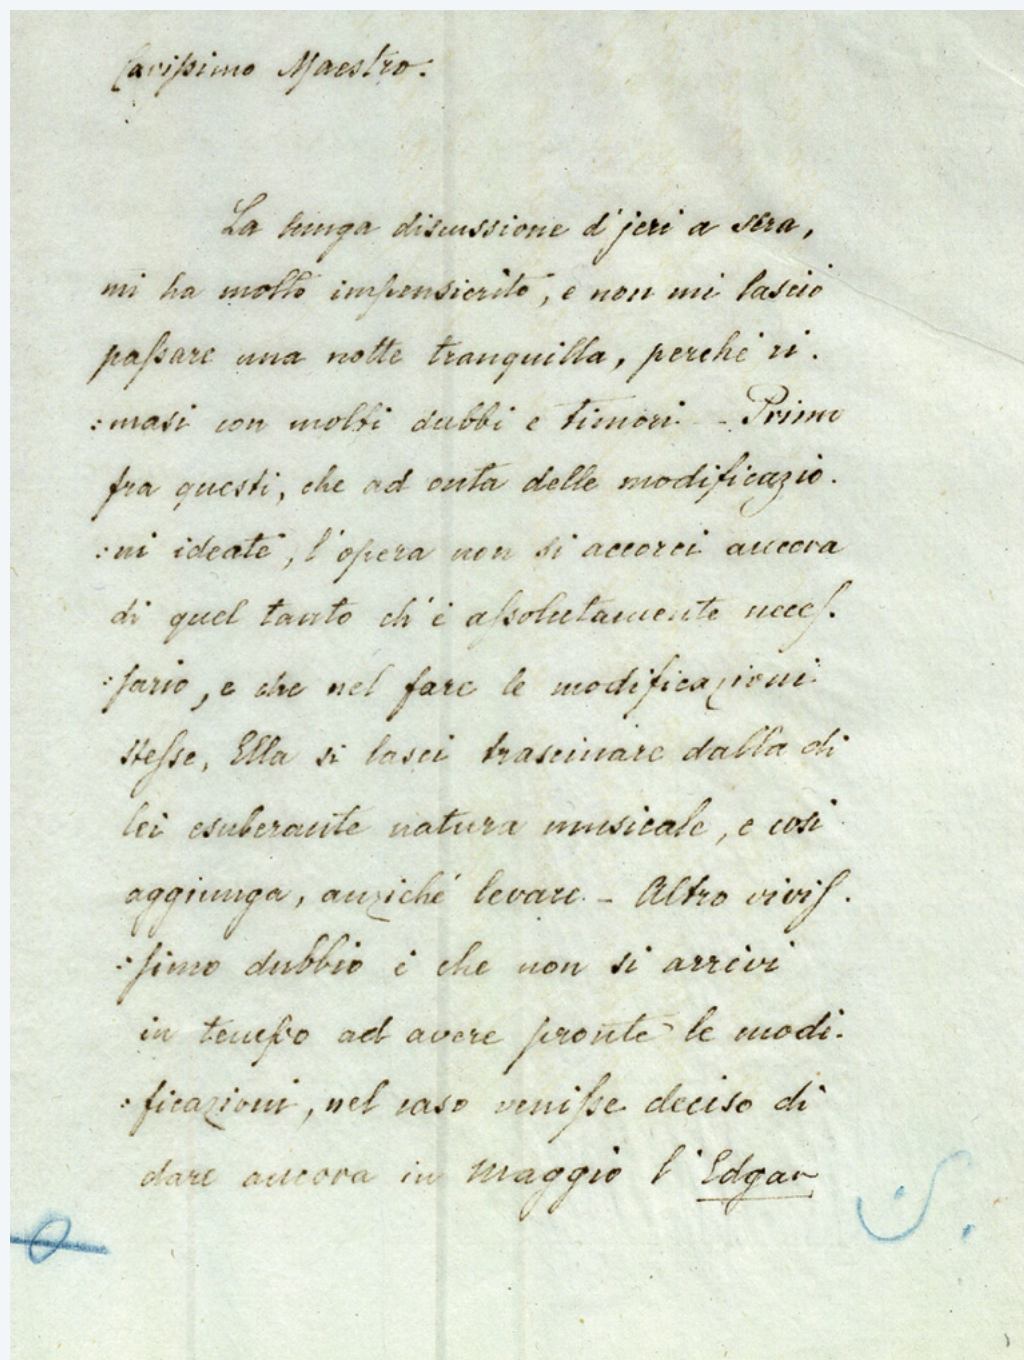 Carissimo Maestro.
La lunga discussione d'jeri a sera,
mi ha molto impensierito, e non mi lasciò
passare una notte tranquilla, perchè ri.
:masi con molti dubbi e timori - Primo
fra questi, che ad onta delle modificazio.
:ni ideate, l'opera non si accorci ancora
di quel tanto ch'è assolutamente neces.
:sario, e che nel fare le modificazioni
stesse, Ella si lasci trascinare dalla di
lei esuberante natura musicale, e così
aggiunga, anziché levare. - Altro vivis.
:simo dubbio è che non si arrivi
in tempo ad avere pronte le modi.
:ficazioni, nel caso venisse deciso di
dare ancora in Maggio l'Edgar